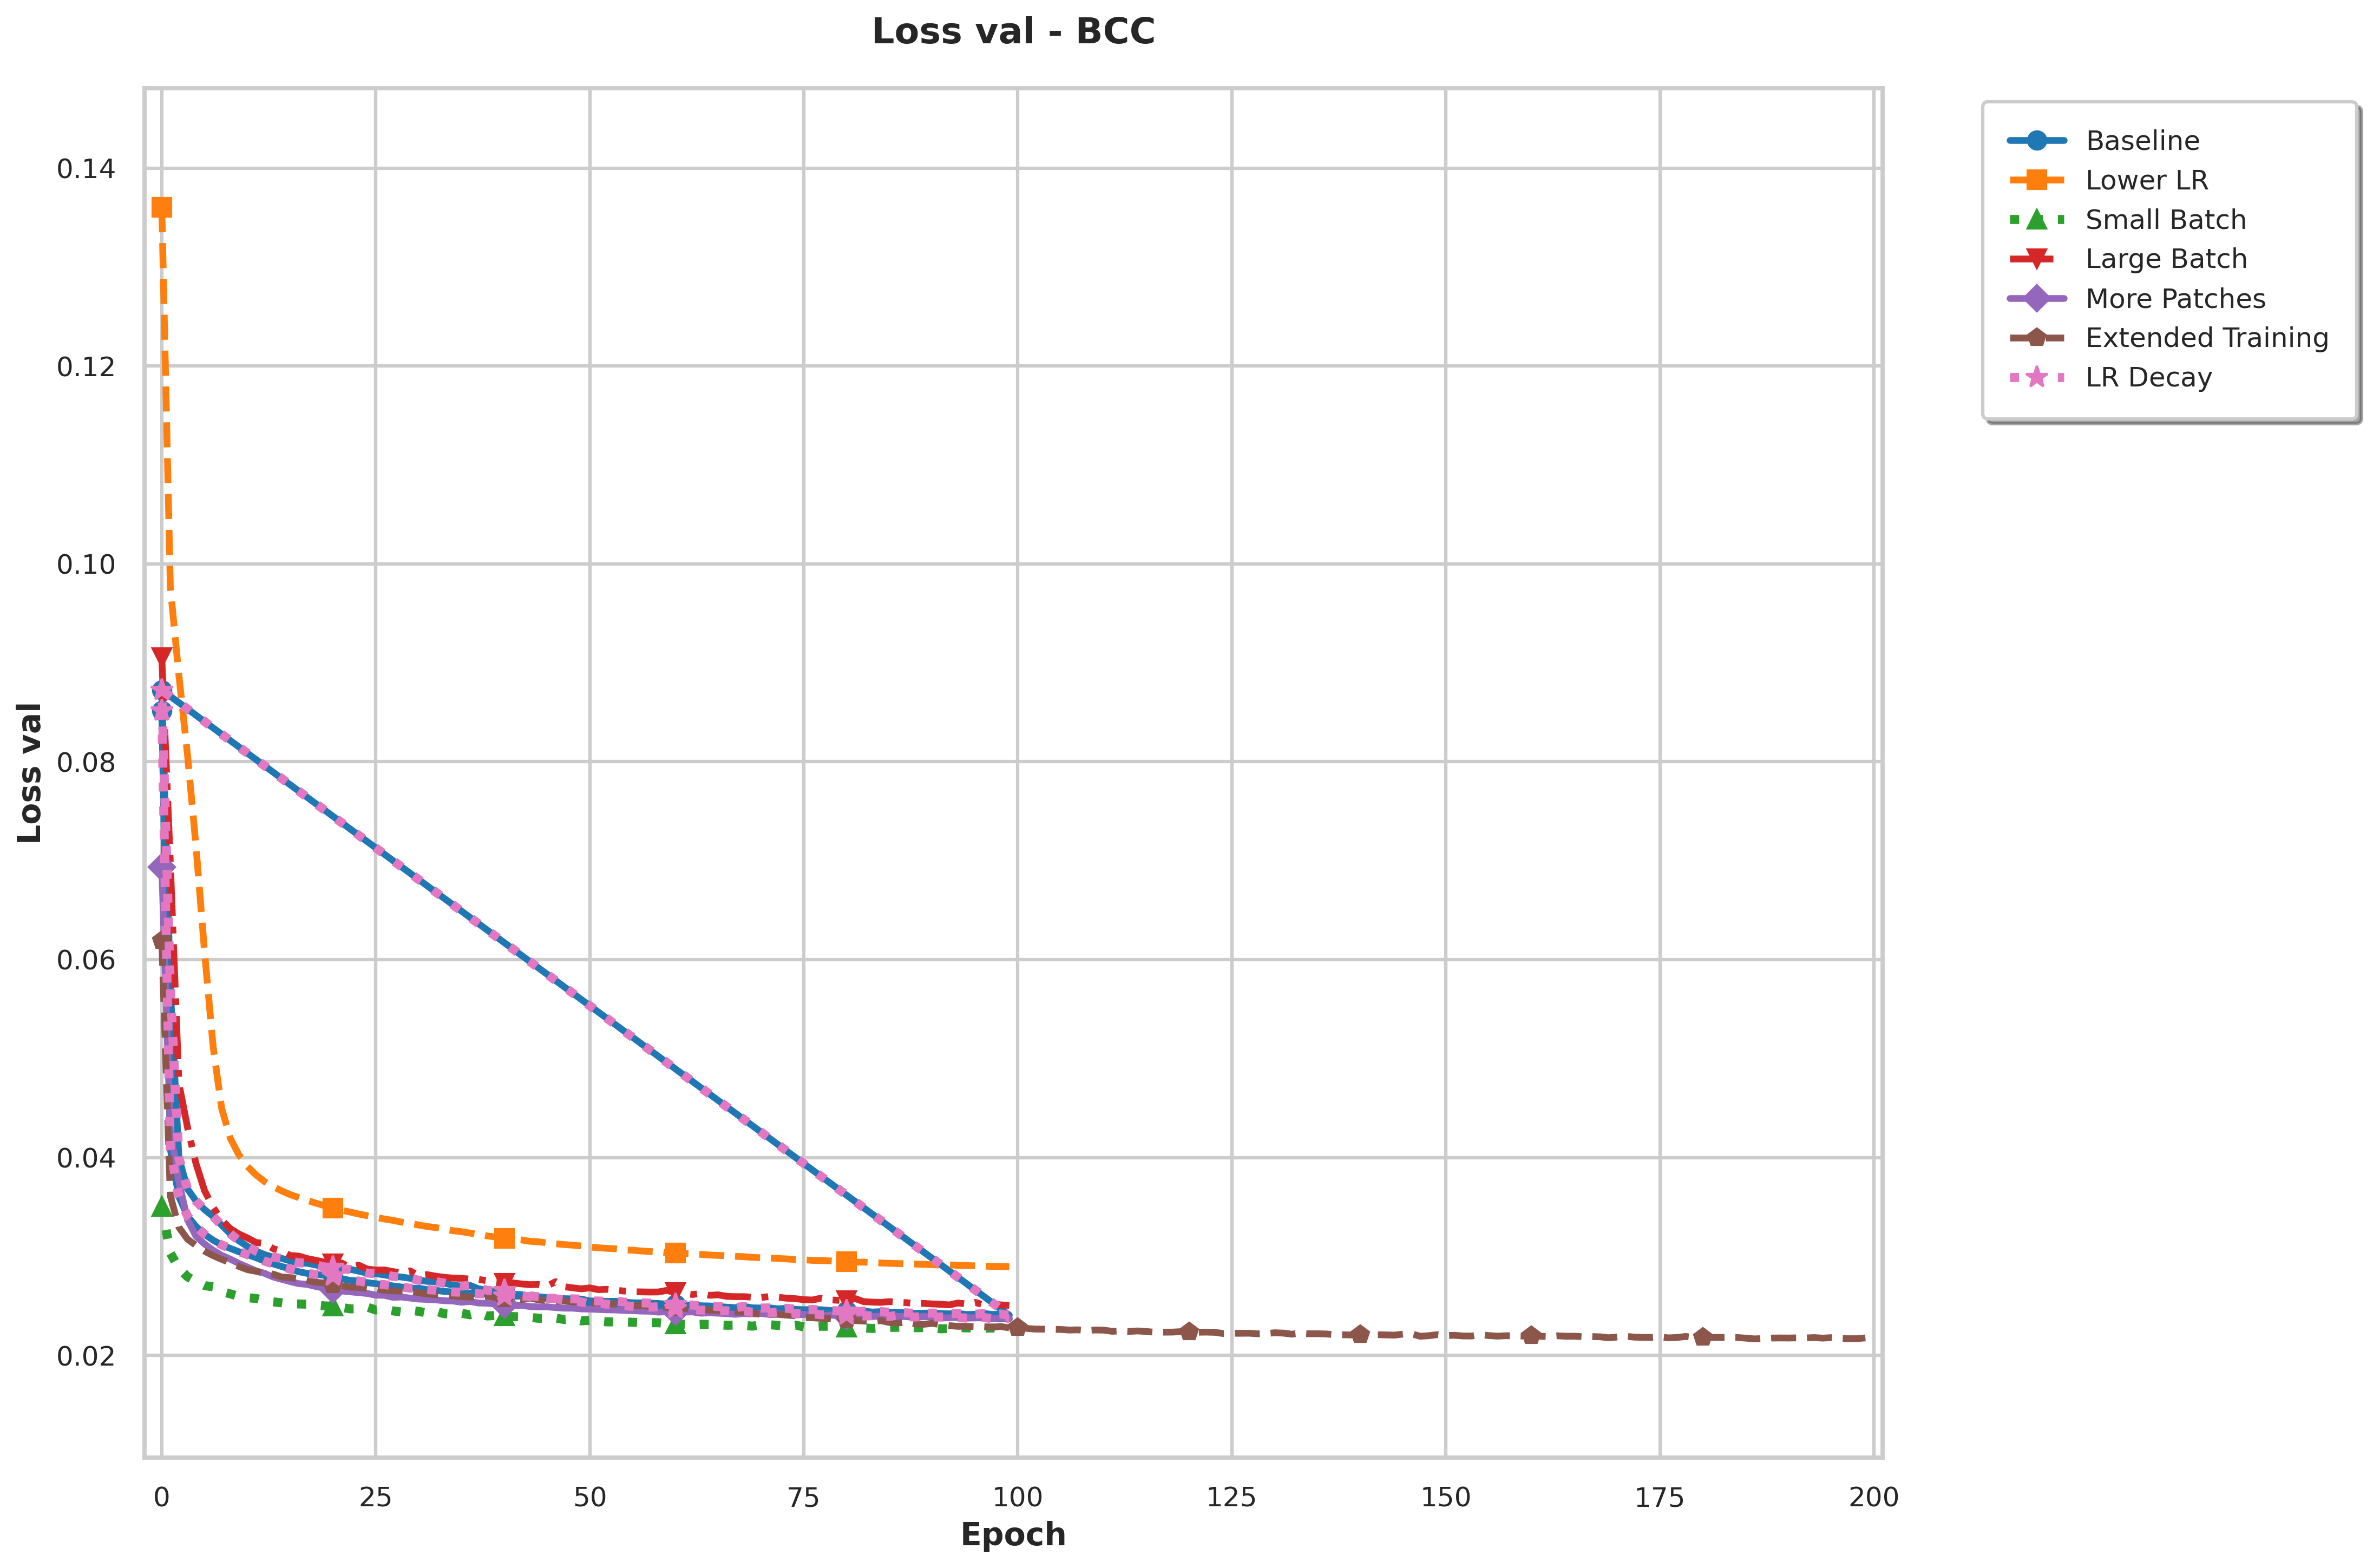 Loss val - BCC
Loss val
0.14
0.12
0.10
0.08
0.06
0.04
0.02
0
25
50
75
100
125
150
175
200
Epoch
Baseline
Lower LR
Small Batch
Large Batch
More Patches
Extended Training
LR Decay